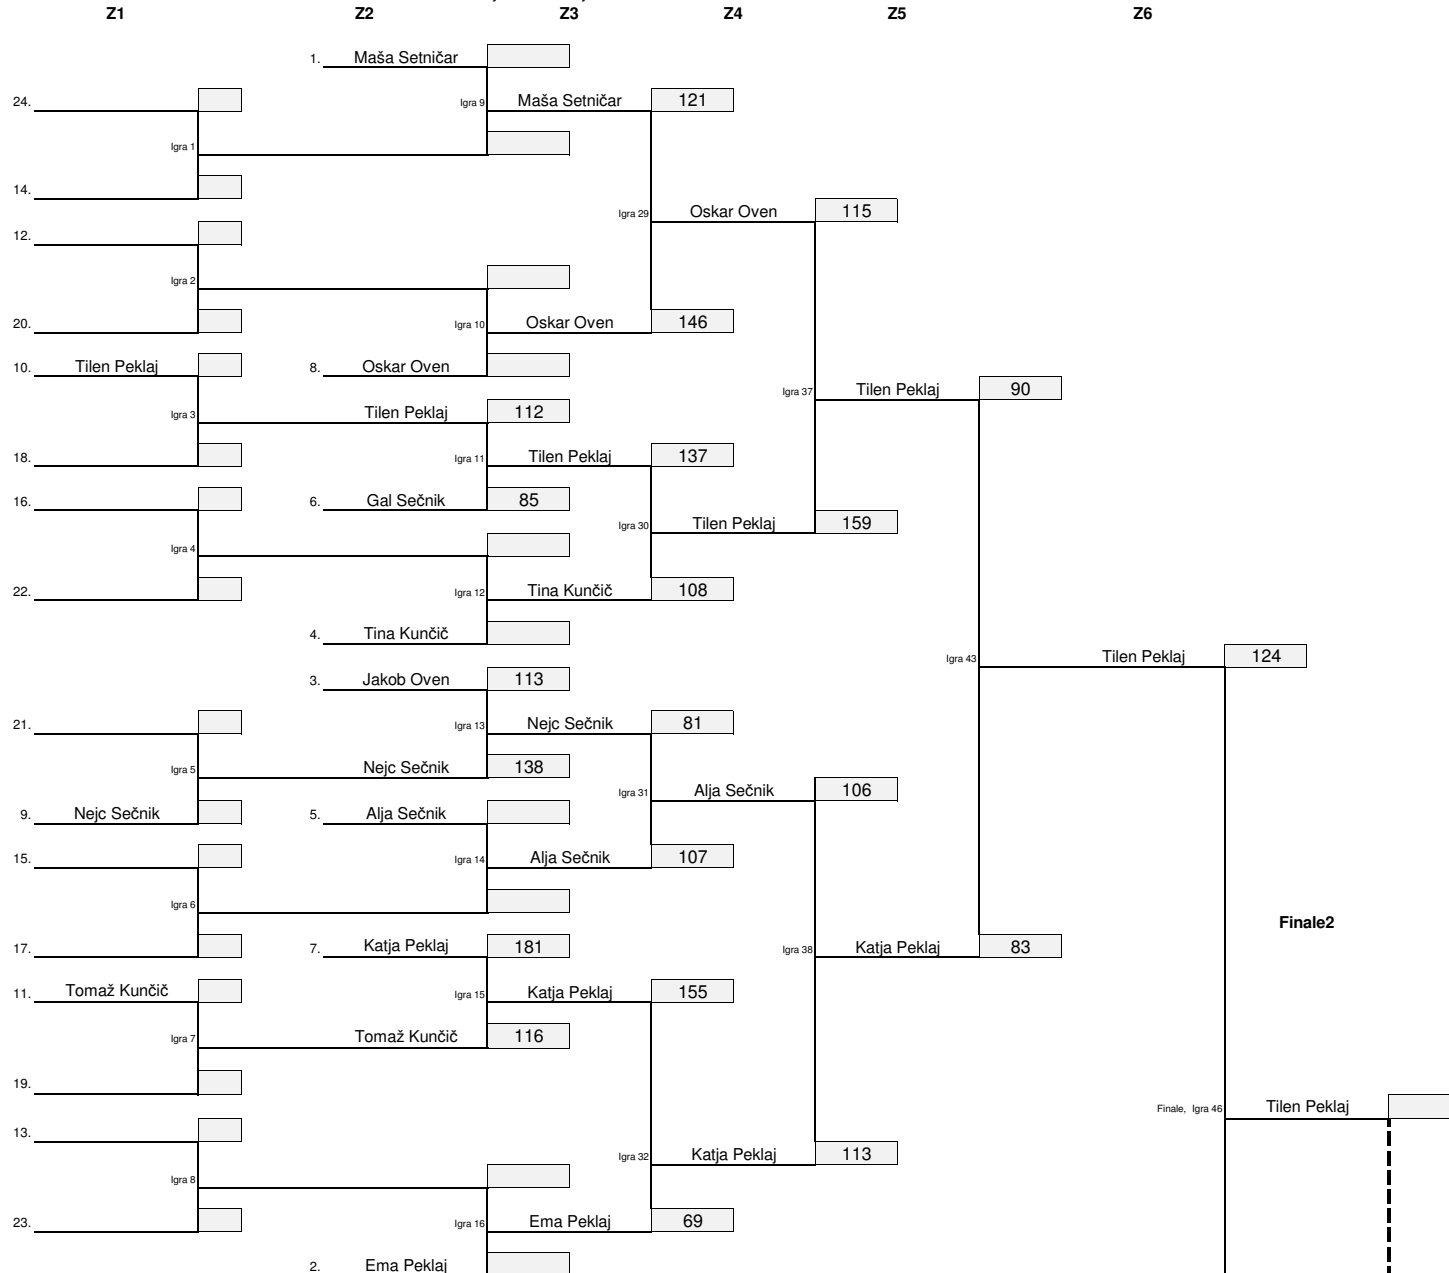 Z1 Z2 Z3 Z4 Z5 Z6
1. Maša Setničar
24. Igra 9 Maša Setničar 121
Igra 1
14.
Igra 29 Oskar Oven 115
12.
Igra 2
20. Igra 10 Oskar Oven 146
10. Tilen Peklaj 8. Oskar Oven
Igra 37 Tilen Peklaj 90
Igra 3 Tilen Peklaj 112
18. Igra 11 Tilen Peklaj 137
16. 6. Gal Sečnik 85
Igra 30 Tilen Peklaj 159
Igra 4
22. Igra 12 Tina Kunčič 108
4. Tina Kunčič
Igra 43 Tilen Peklaj 124
3. Jakob Oven 113
21. Igra 13 Nejc Sečnik 81
Igra 5 Nejc Sečnik 138
Igra 31 Alja Sečnik 106
9. Nejc Sečnik 5. Alja Sečnik
15. Igra 14 Alja Sečnik 107
Igra 6
Finale2
17. 7. Katja Peklaj 181
Igra 38 Katja Peklaj 83
11. Tomaž Kunčič Igra 15 Katja Peklaj 155
Igra 7 Tomaž Kunčič 116
19.
Finale, Igra 46 Tilen Peklaj
13.
Igra 32 Katja Peklaj 113
Igra 8
23. Igra 16 Ema Peklaj 69
2. Ema Peklaj